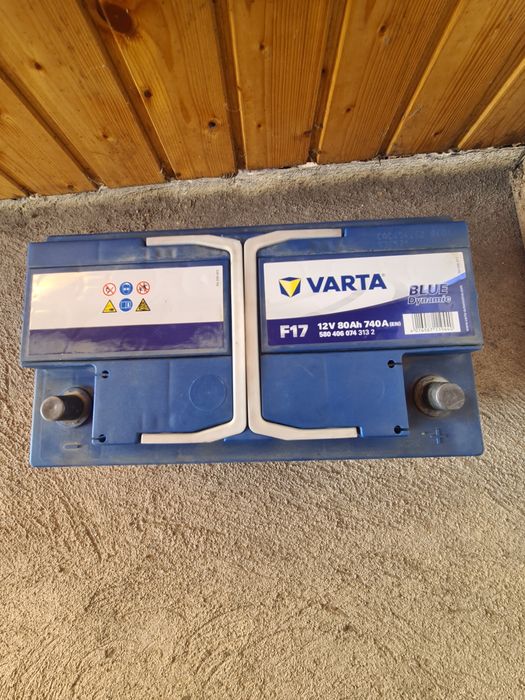 VARTA
BLUE
Dynamic
F17
12V 80Ah 740A (EN)
580 406 074 313 2
-
+